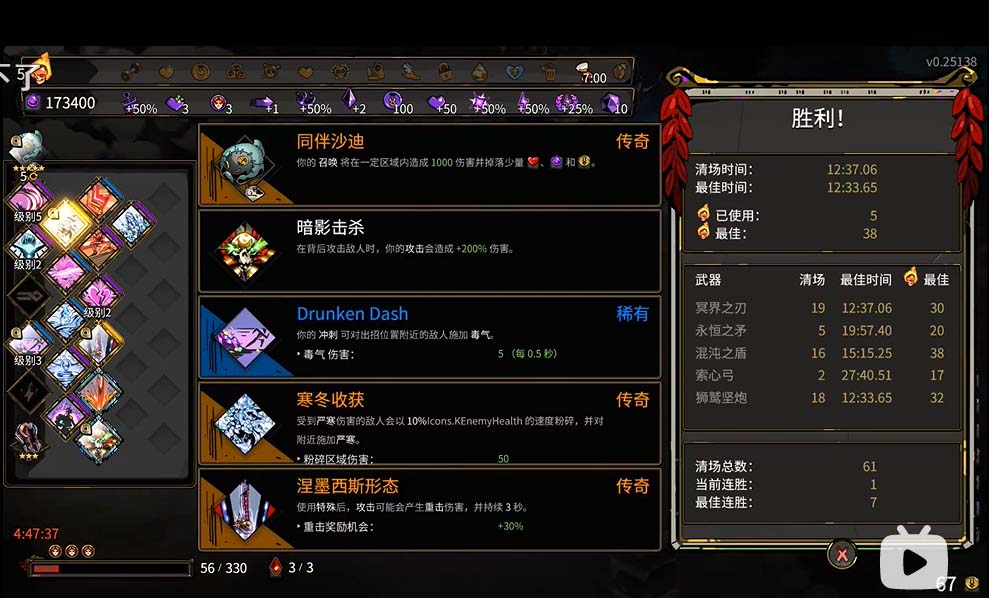 下了
5
7:00
v0.25138
173400
+50%
3
3
+1
+50%
+2
100
+50
+50%
+50%
+25%
10
5
级别5
级别2
级别2
级别3
同伴沙迪
传奇
你的 召唤 将在一定区域内造成 1000 伤害并掉落少量 、 和 。
暗影击杀
在背后攻击敌人时，你的攻击会造成 +200% 伤害。
Drunken Dash
稀有
你的 冲刺 可对出招位置附近的敌人施加 毒气。
毒气 伤害：
5 （每 0.5 秒）
寒冬收获
传奇
受到严寒伤害的敌人会以 10%Icons.KEnemyHealth 的速度粉碎，并对
附近施加严寒。
粉碎区域伤害：
50
涅墨西斯形态
传奇
使用特殊后，攻击可能会产生重击伤害，并持续 3 秒。
重击奖励机会：
+30%
4:47:37
56 / 330
3 / 3
胜利！
清场时间： 12:37.06
最佳时间： 12:33.65
已使用： 5
最佳： 38
武器 清场 最佳时间 最佳
冥界之刃 19 12:37.06 30
永恒之矛 5 19:57.40 20
混沌之盾 16 15:15.25 38
索心弓 2 27:40.51 17
狮鹫坚炮 18 12:33.65 32
清场总数： 61
当前连胜： 1
最佳连胜： 7
67